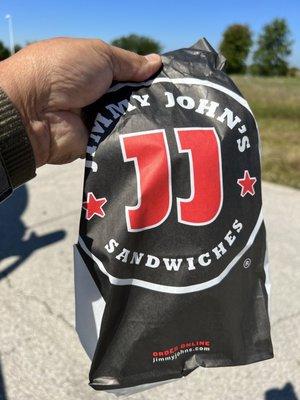 JIMMY JOHN'S
JJ
SANDWICHES
®
ORDER ONLINE
jimmyjohns.com